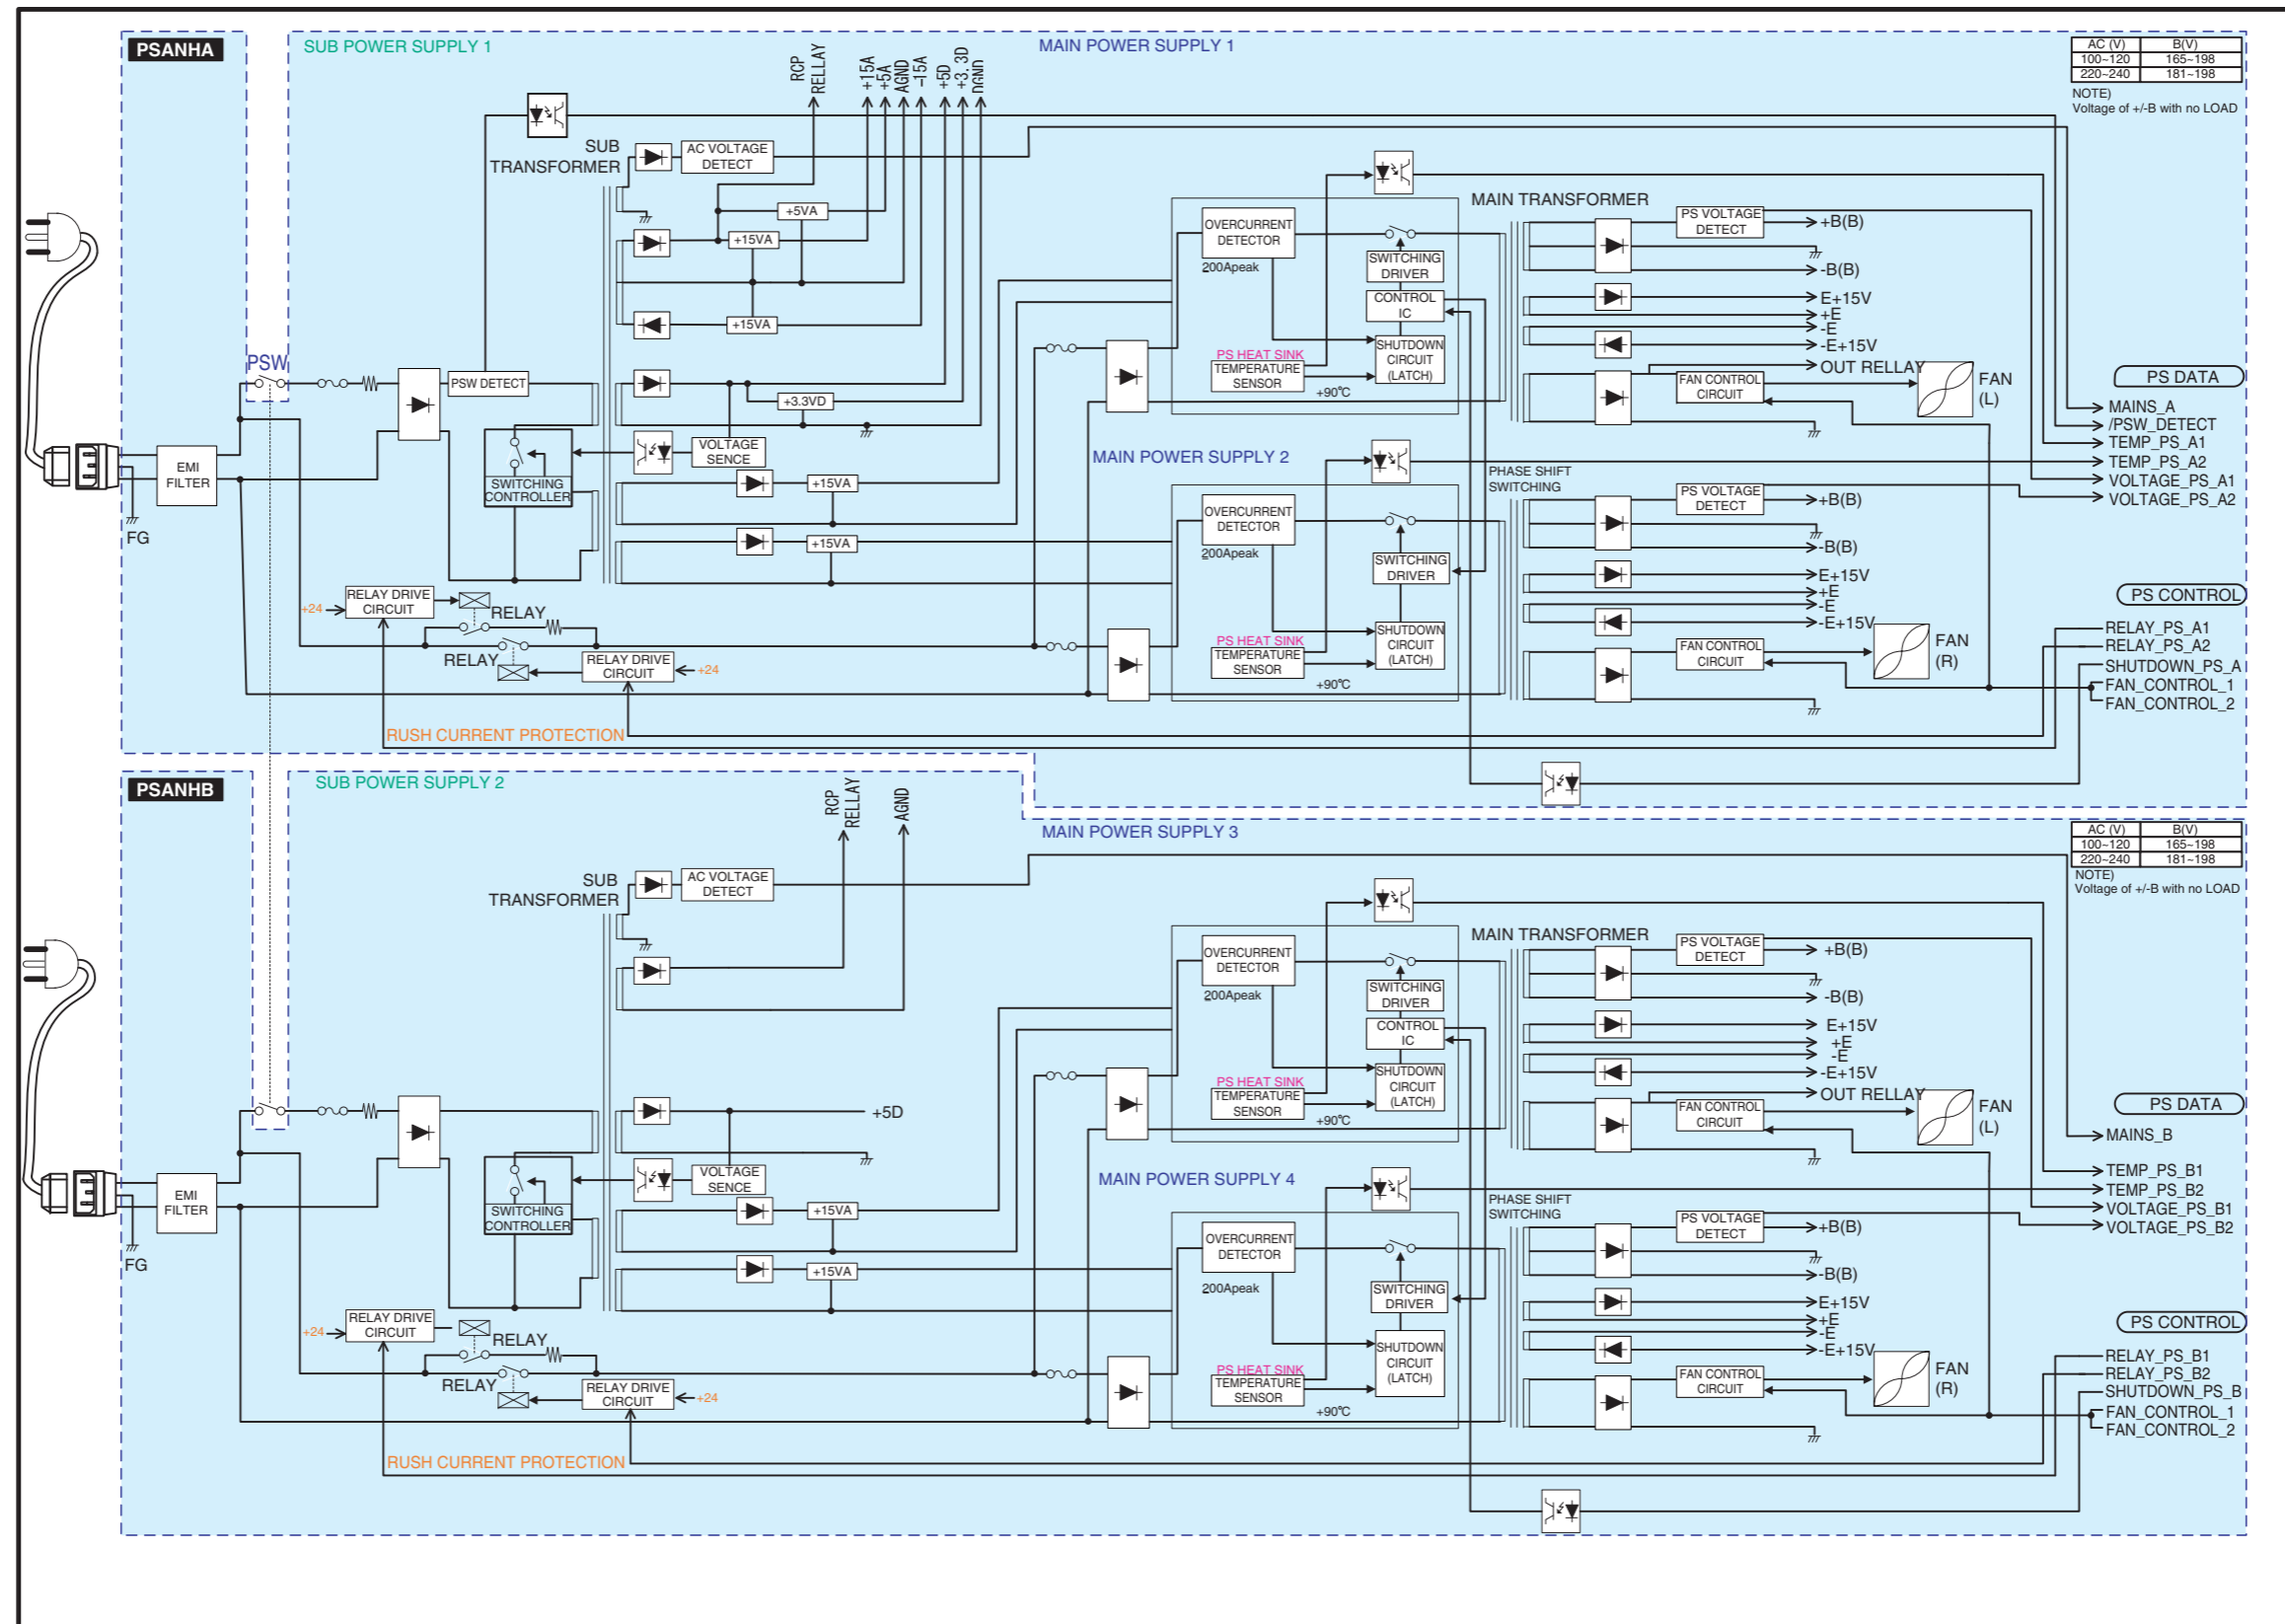 PSANHA
SUB POWER SUPPLY 1
MAIN POWER SUPPLY 1
AC (V) B(V)
100~120 165~198
220~240 181~198
NOTE)
Voltage of +/-B with no LOAD
RCP
RELLAY
+15A
+5A
AGND
-15A
+5D
+3.3D
DGND
SUB
TRANSFORMER
AC VOLTAGE
DETECT
+5VA
+15VA
+15VA
PSW
PSW DETECT
+3.3VD
VOLTAGE
SENCE
SWITCHING
CONTROLLER
+15VA
+15VA
EMI
FILTER
FG
+24
RELAY DRIVE
CIRCUIT
RELAY
RELAY
RELAY DRIVE
CIRCUIT
+24
RUSH CURRENT PROTECTION
OVERCURRENT
DETECTOR
200Apeak
SWITCHING
DRIVER
CONTROL
IC
SHUTDOWN
CIRCUIT
(LATCH)
PS HEAT SINK
TEMPERATURE
SENSOR
+90℃
MAIN TRANSFORMER
PS VOLTAGE
DETECT
+B(B)
-B(B)
E+15V
+E
-E
-E+15V
OUT RELLAY
FAN CONTROL
CIRCUIT
FAN
(L)
MAIN POWER SUPPLY 2
PHASE SHIFT
SWITCHING
OVERCURRENT
DETECTOR
200Apeak
SWITCHING
DRIVER
SHUTDOWN
CIRCUIT
(LATCH)
PS HEAT SINK
TEMPERATURE
SENSOR
+90℃
PS VOLTAGE
DETECT
+B(B)
-B(B)
E+15V
+E
-E
-E+15V
FAN CONTROL
CIRCUIT
FAN
(R)
PS DATA
MAINS_A
/PSW_DETECT
TEMP_PS_A1
TEMP_PS_A2
VOLTAGE_PS_A1
VOLTAGE_PS_A2
PS CONTROL
RELAY_PS_A1
RELAY_PS_A2
SHUTDOWN_PS_A
FAN_CONTROL_1
FAN_CONTROL_2
PSANHB
SUB POWER SUPPLY 2
MAIN POWER SUPPLY 3
AC (V) B(V)
100~120 165~198
220~240 181~198
NOTE)
Voltage of +/-B with no LOAD
RCP
RELLAY
AGND
SUB
TRANSFORMER
AC VOLTAGE
DETECT
+5D
VOLTAGE
SENCE
SWITCHING
CONTROLLER
+15VA
+15VA
EMI
FILTER
FG
+24
RELAY DRIVE
CIRCUIT
RELAY
RELAY
RELAY DRIVE
CIRCUIT
+24
RUSH CURRENT PROTECTION
OVERCURRENT
DETECTOR
200Apeak
SWITCHING
DRIVER
CONTROL
IC
SHUTDOWN
CIRCUIT
(LATCH)
PS HEAT SINK
TEMPERATURE
SENSOR
+90℃
MAIN TRANSFORMER
PS VOLTAGE
DETECT
+B(B)
-B(B)
E+15V
+E
-E
-E+15V
OUT RELLAY
FAN CONTROL
CIRCUIT
FAN
(L)
MAIN POWER SUPPLY 4
PHASE SHIFT
SWITCHING
OVERCURRENT
DETECTOR
200Apeak
SWITCHING
DRIVER
SHUTDOWN
CIRCUIT
(LATCH)
PS HEAT SINK
TEMPERATURE
SENSOR
+90℃
PS VOLTAGE
DETECT
+B(B)
-B(B)
E+15V
+E
-E
-E+15V
FAN CONTROL
CIRCUIT
FAN
(R)
PS DATA
MAINS_B
TEMP_PS_B1
TEMP_PS_B2
VOLTAGE_PS_B1
VOLTAGE_PS_B2
PS CONTROL
RELAY_PS_B1
RELAY_PS_B2
SHUTDOWN_PS_B
FAN_CONTROL_1
FAN_CONTROL_2